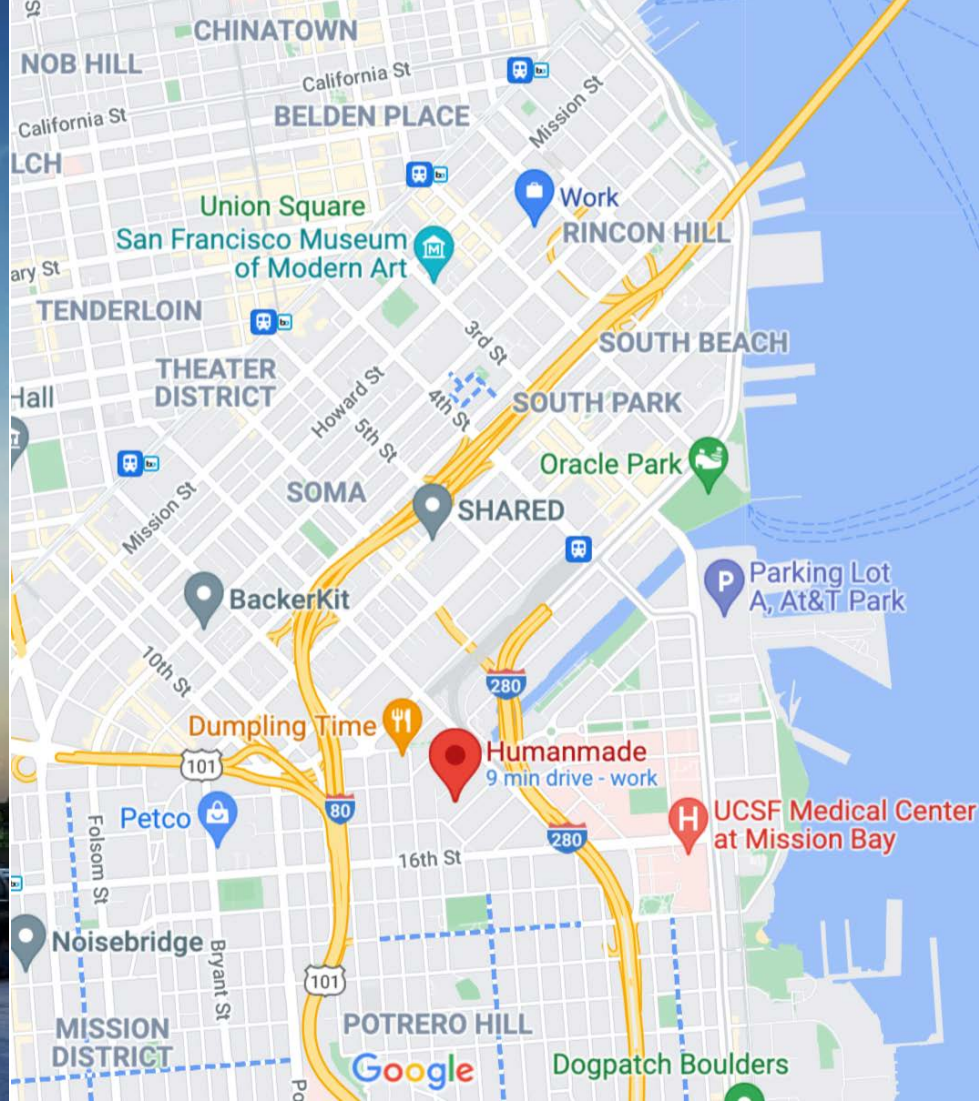 St
CHINATOWN
NOB HILL
California St
California St
Mission St
BELDEN PLACE
LCH
Union Square
Work
San Francisco Museum
of Modern Art
RINCON HILL
ary St
TENDERLOIN
3rd St
SOUTH BEACH
THEATER
DISTRICT
Hall
Howard St
4th St
SOUTH PARK
5th St
Oracle Park
SOMA
SHARED
Mission St
BackerKit
P
Parking Lot
A, At&T Park
10th St
280
Dumpling Time
Humanmade
9 min drive - work
101
Petco
80
280
H
UCSF Medical Center
at Mission Bay
Folsom St
16th St
Noisebridge
Bryant St
101
MISSION
DISTRICT
POTRERO HILL
Google
Dogpatch Boulders
Po